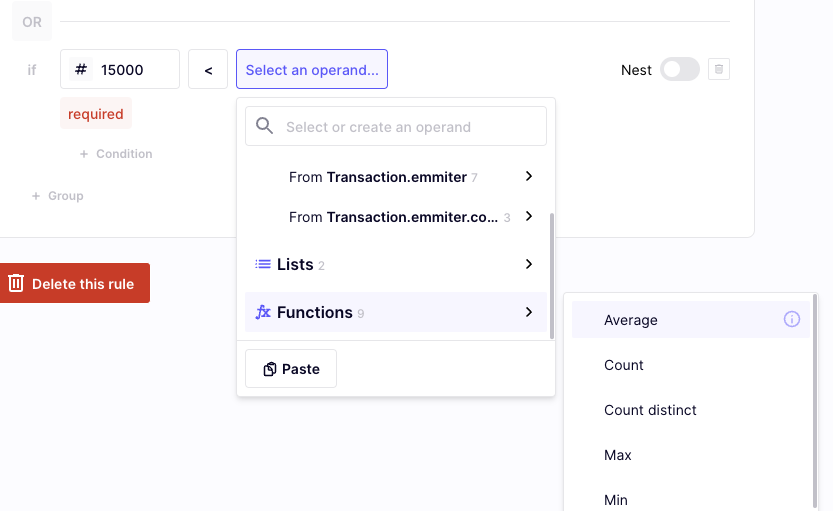 OR
if # 15000 < Select an operand... Nest
required
+ Condition
+ Group
Select or create an operand
From Transaction.emmiter 7
From Transaction.emmiter.co... 3
Lists 2
Functions 9
Paste
Delete this rule
Average
Count
Count distinct
Max
Min